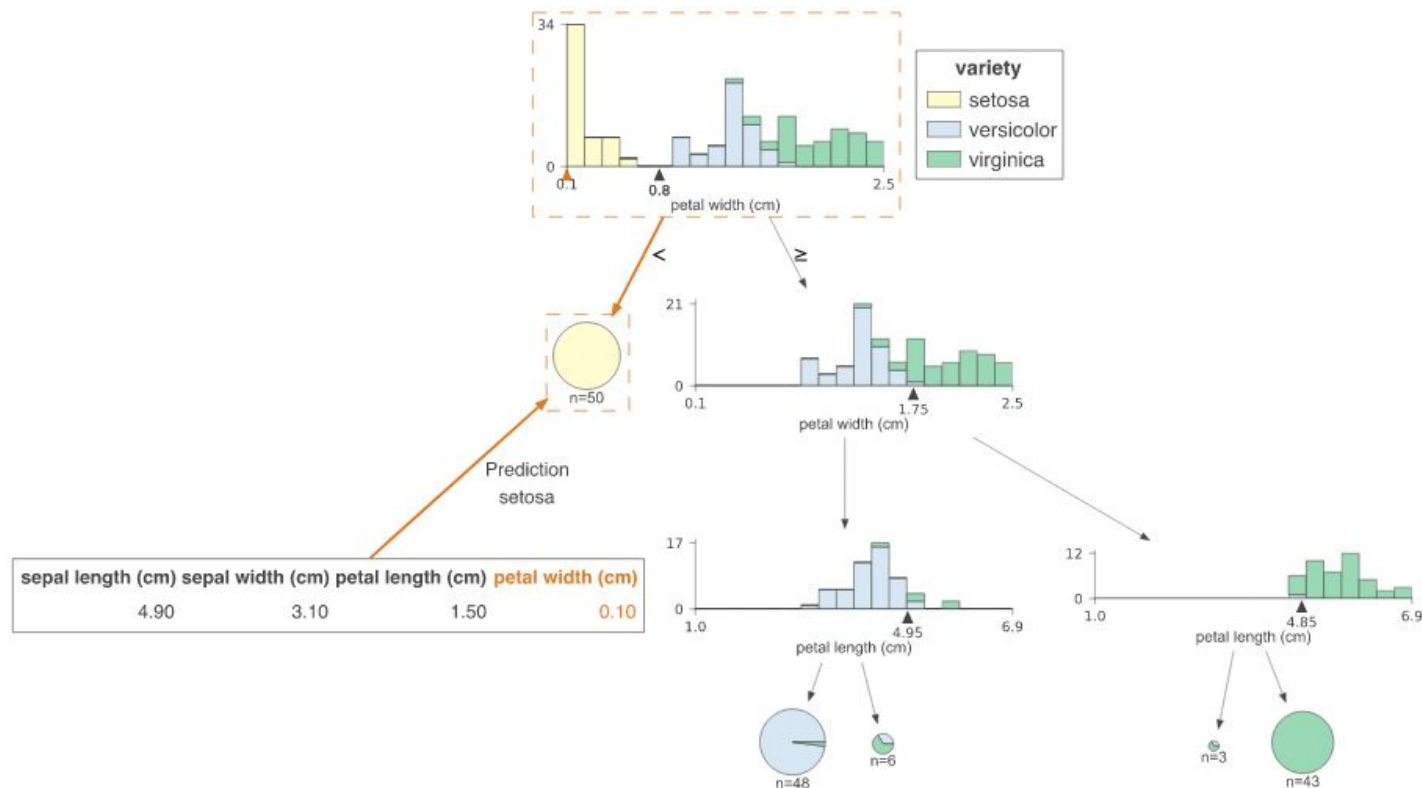 34
0
0.1
0.8
2.5
petal width (cm)
variety
setosa
versicolor
virginica
<
≥
n=50
21
0
0.1
1.75
2.5
petal width (cm)
Prediction
setosa
sepal length (cm) sepal width (cm) petal length (cm) petal width (cm)
4.90 3.10 1.50 0.10
17
0
1.0
4.95
6.9
petal length (cm)
12
0
1.0
4.85
6.9
petal length (cm)
n=48
n=6
n=3
n=43